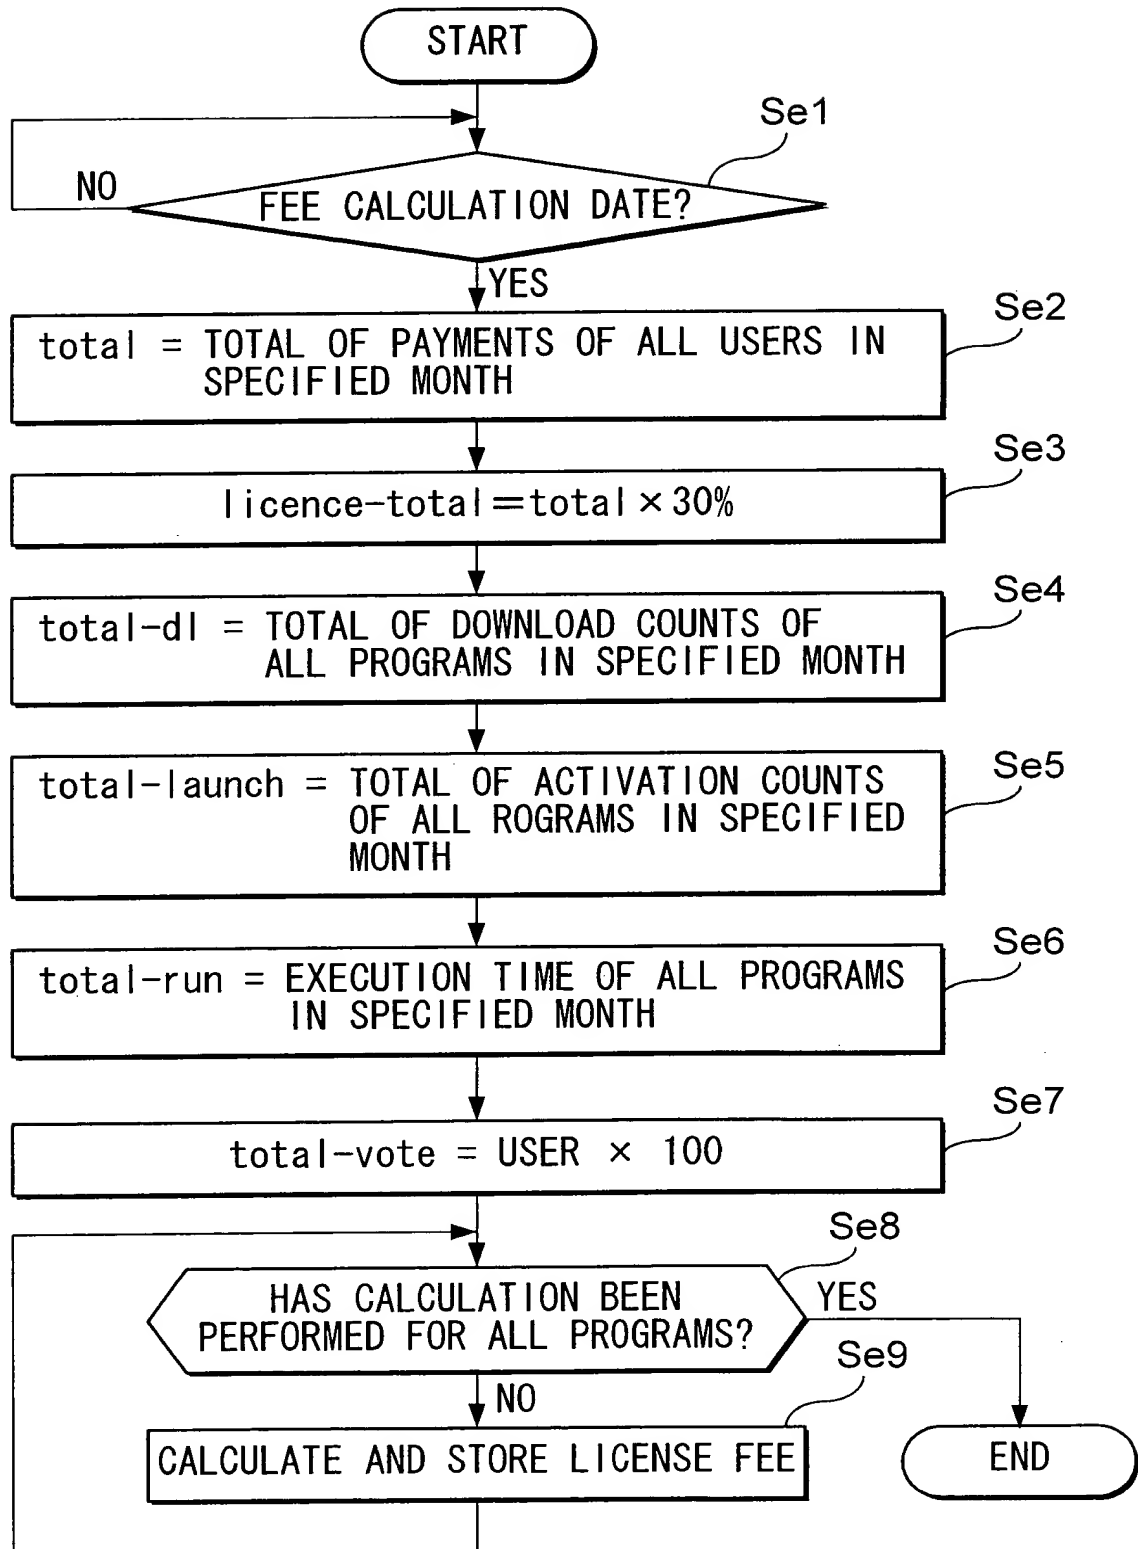 START
Se1
NO
FEE CALCULATION DATE?
YES
Se2
total = TOTAL OF PAYMENTS OF ALL USERS IN
SPECIFIED MONTH
Se3
licence-total=total×30%
Se4
total-dl = TOTAL OF DOWNLOAD COUNTS OF
ALL PROGRAMS IN SPECIFIED MONTH
Se5
total-launch = TOTAL OF ACTIVATION COUNTS
OF ALL ROGRAMS IN SPECIFIED
MONTH
Se6
total-run = EXECUTION TIME OF ALL PROGRAMS
IN SPECIFIED MONTH
Se7
total-vote = USER × 100
Se8
HAS CALCULATION BEEN
PERFORMED FOR ALL PROGRAMS?
YES
Se9
NO
CALCULATE AND STORE LICENSE FEE
END